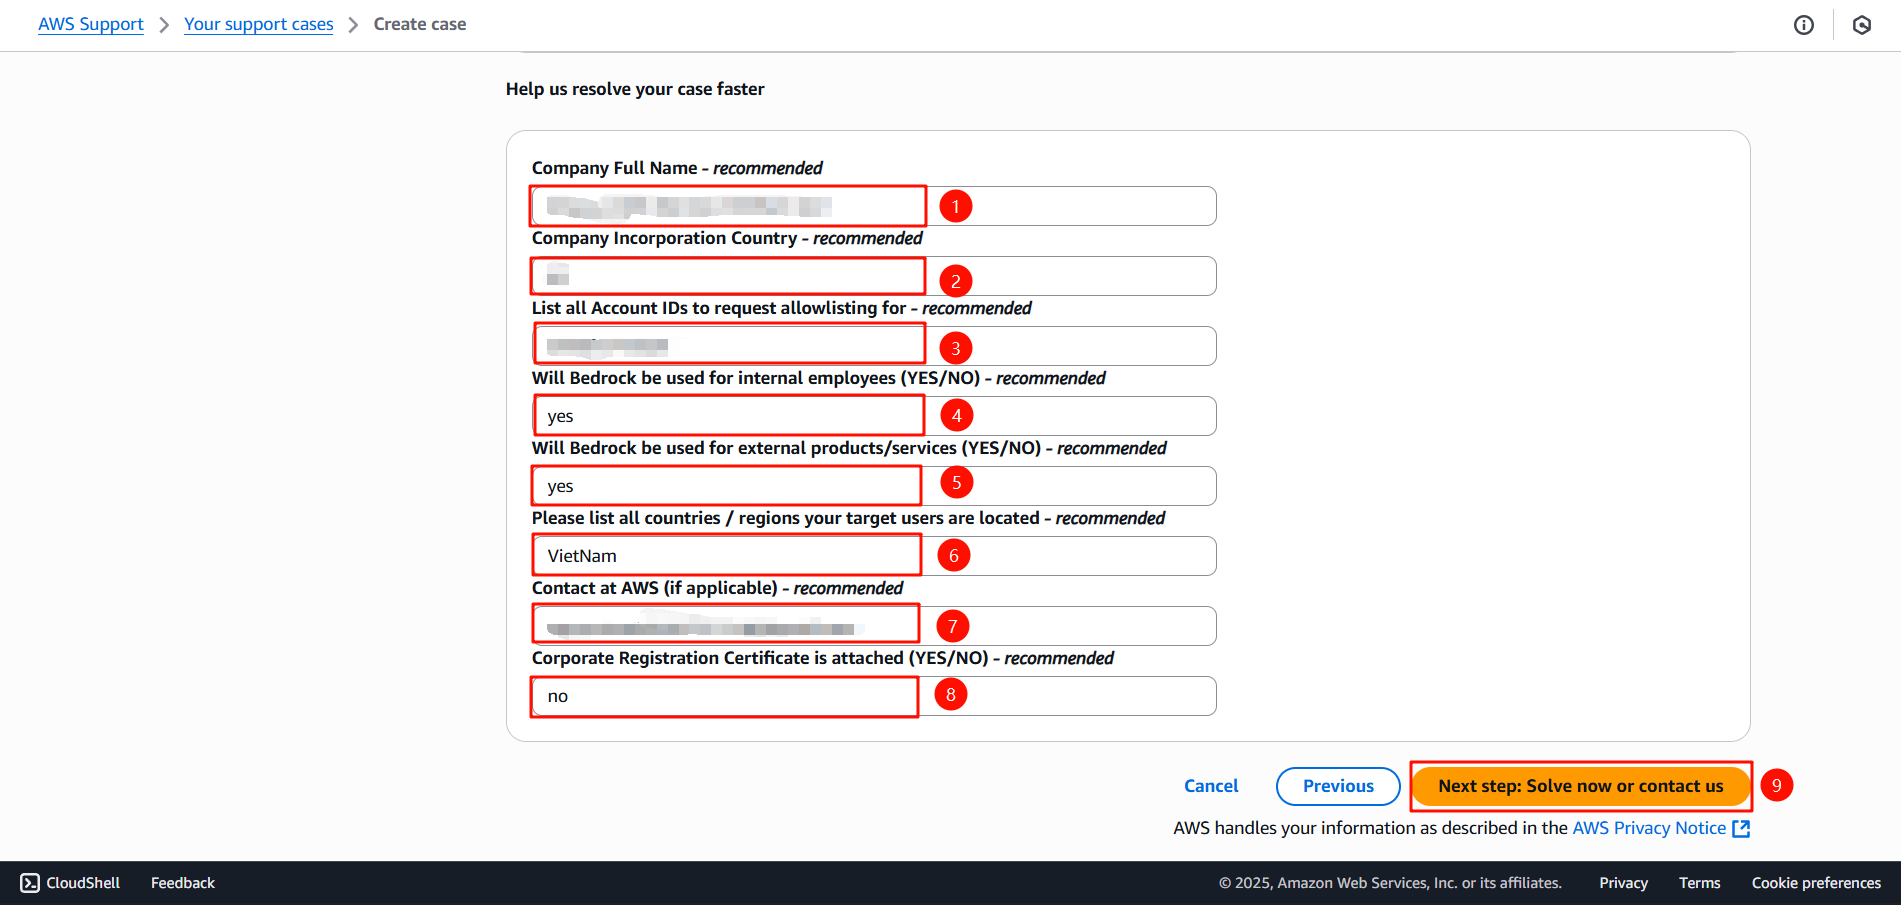 AWS Support > Your support cases > Create case
Help us resolve your case faster
Company Full Name - recommended
1
Company Incorporation Country - recommended
2
List all Account IDs to request allowlisting for - recommended
3
Will Bedrock be used for internal employees (YES/NO) - recommended
yes 4
Will Bedrock be used for external products/services (YES/NO) - recommended
yes 5
Please list all countries / regions your target users are located - recommended
VietNam 6
Contact at AWS (if applicable) - recommended
7
Corporate Registration Certificate is attached (YES/NO) - recommended
no 8
Cancel Previous Next step: Solve now or contact us 9
AWS handles your information as described in the AWS Privacy Notice
CloudShell Feedback © 2025, Amazon Web Services, Inc. or its affiliates. Privacy Terms Cookie preferences